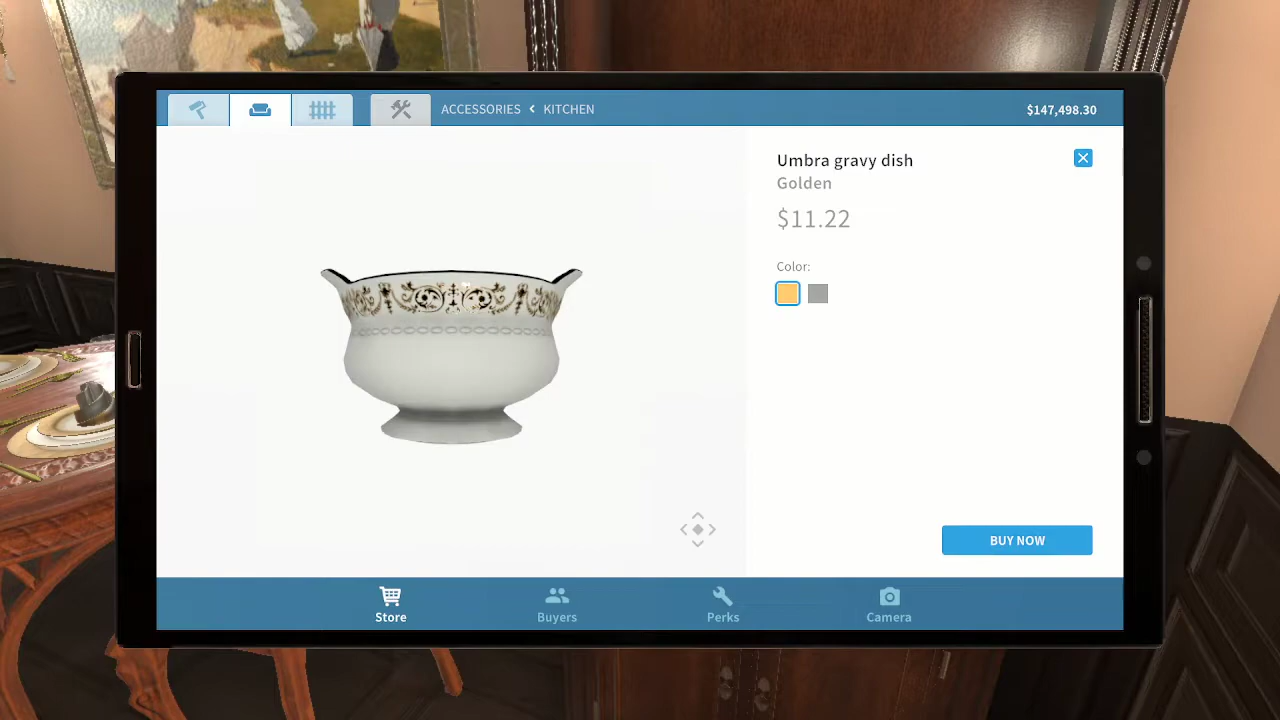 ACCESSORIES < KITCHEN
$147,498.30
Umbra gravy dish
Golden
$11.22
Color:
BUY NOW
Store
Buyers
Perks
Camera